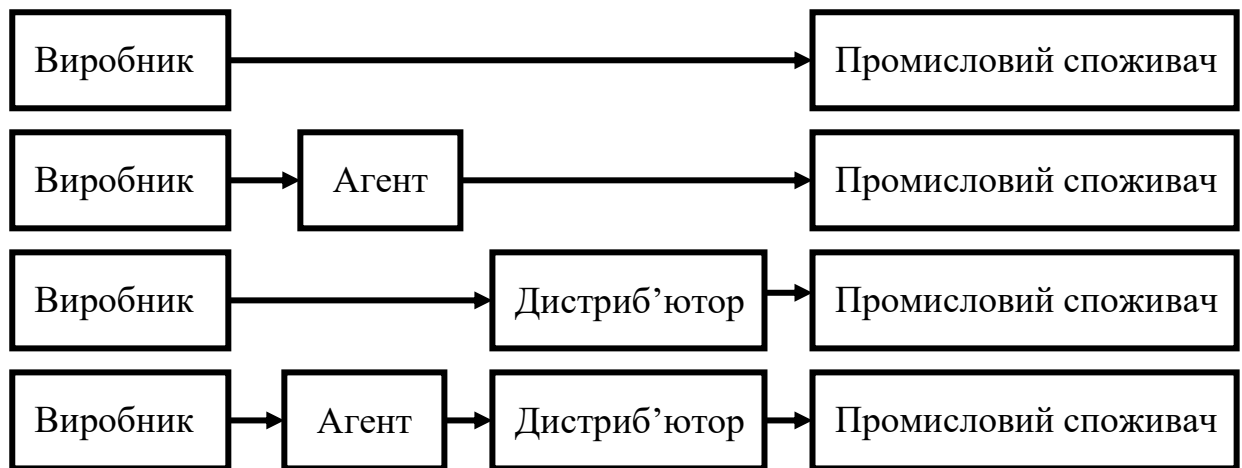 Виробник Промисловий споживач
Виробник Агент Промисловий споживач
Виробник Дистриб’ютор Промисловий споживач
Виробник Агент Дистриб’ютор Промисловий споживач